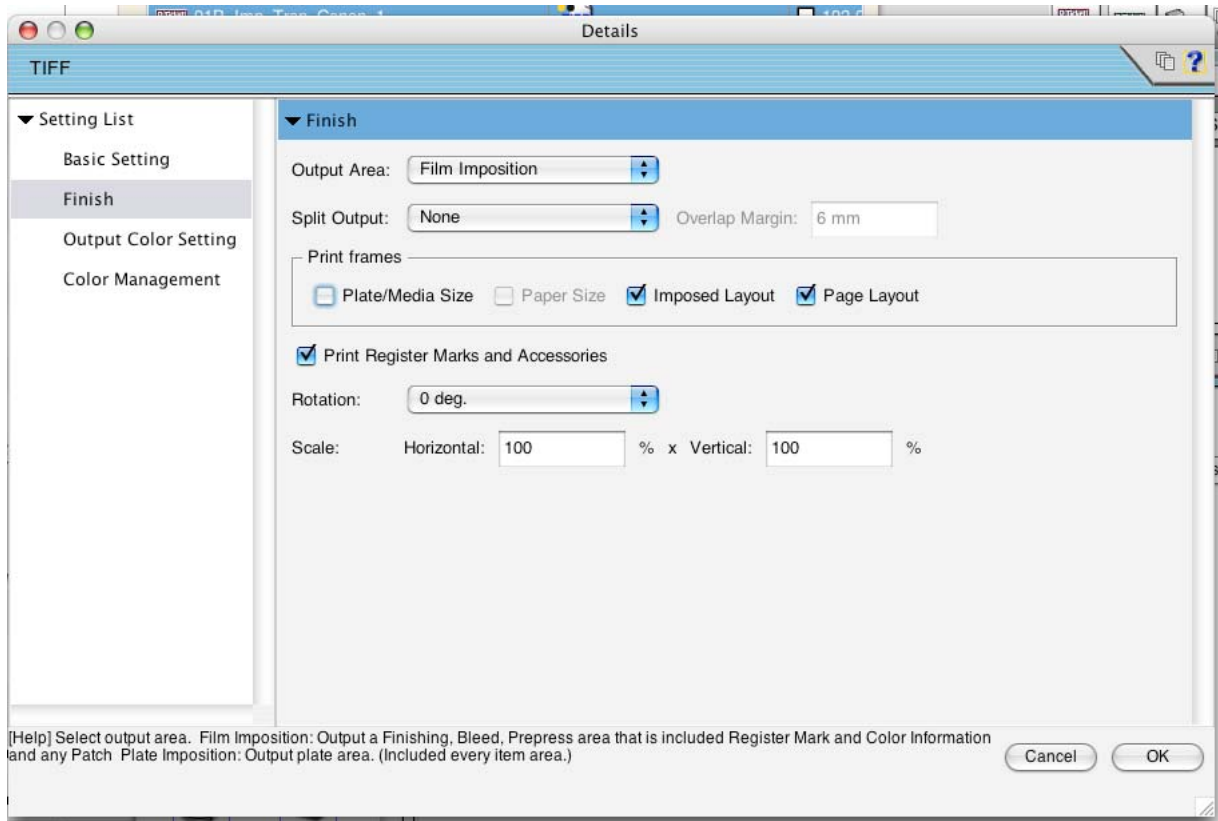 Details
TIFF
?
Setting List
Basic Setting
Finish
Output Color Setting
Color Management
Finish
Output Area: Film Imposition
Split Output: None Overlap Margin: 6 mm
Print frames
Plate/Media Size Paper Size Imposed Layout Page Layout
Print Register Marks and Accessories
Rotation: 0 deg.
Scale: Horizontal: 100 % x Vertical: 100 %
[Help] Select output area. Film Imposition: Output a Finishing, Bleed, Prepress area that is included Register Mark and Color Information
and any Patch Plate Imposition: Output plate area. (Included every item area.)
Cancel OK